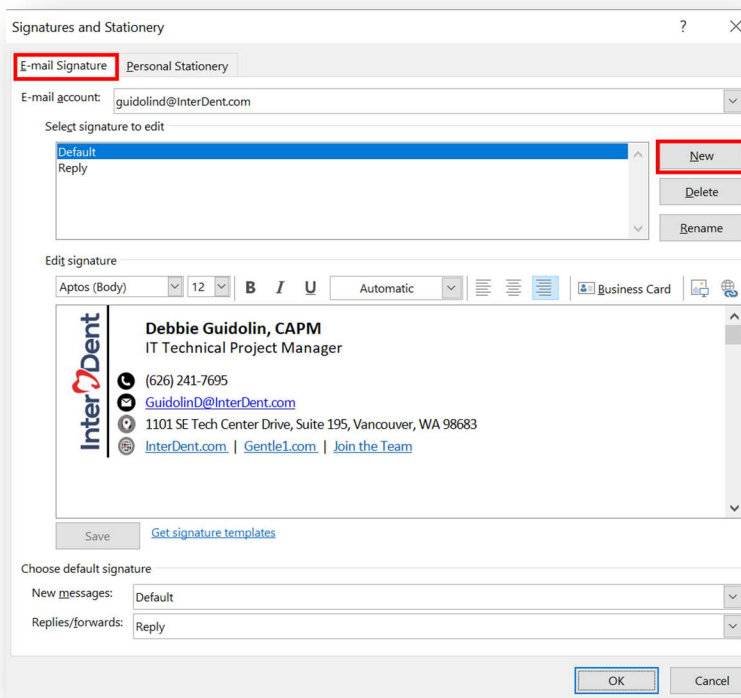 Signatures and Stationery ?
E-mail Signature Personal Stationery
E-mail account: guidolind@InterDent.com
Select signature to edit
Default
Reply
New
Delete
Rename
Edit signature
Aptos (Body) 12 B I U Automatic Business Card
InterDent
Debbie Guidolin, CAPM
IT Technical Project Manager
(626) 241-7695
GuidolinD@InterDent.com
1101 SE Tech Center Drive, Suite 195, Vancouver, WA 98683
InterDent.com | Gentle1.com | Join the Team
Save Get signature templates
Choose default signature
New messages: Default
Replies/forwards: Reply
OK Cancel